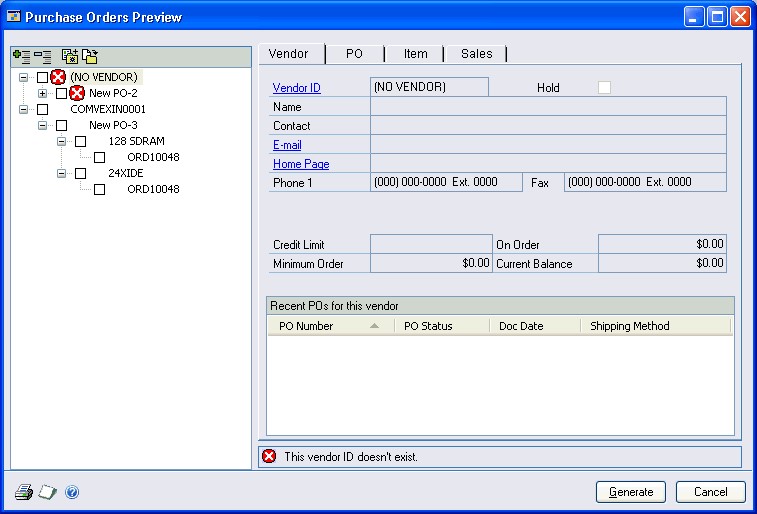 Purchase Orders Preview
Vendor PO Item Sales
(NO VENDOR)
New PO-2
COMVEXIN0001
New PO-3
128 SDRAM
ORD10048
24XIDE
ORD10048
Vendor ID (NO VENDOR) Hold
Name
Contact
E-mail
Home Page
Phone 1 (000) 000-0000 Ext. 0000 Fax (000) 000-0000 Ext. 0000
Credit Limit On Order $0.00
Minimum Order $0.00 Current Balance $0.00
Recent POs for this vendor
PO Number PO Status Doc Date Shipping Method
This vendor ID doesn't exist.
Generate Cancel